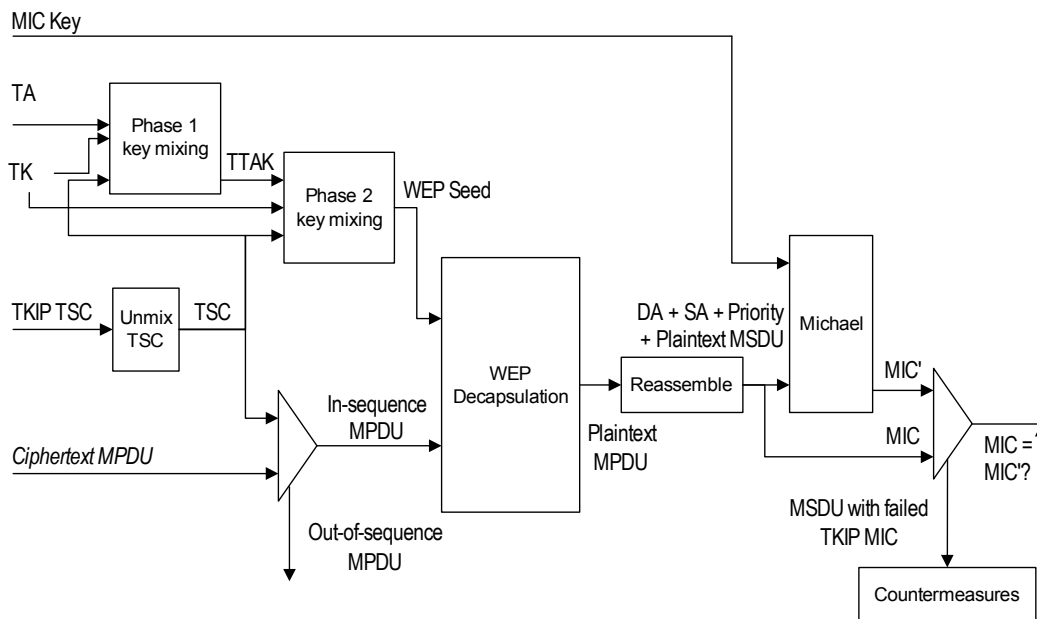 MIC Key
TA
Phase 1
key mixing
TK
TTAK
Phase 2
key mixing
WEP Seed
TKIP TSC
Unmix
TSC
TSC
DA + SA + Priority
+ Plaintext MSDU
Michael
WEP
Decapsulation
Reassemble
MIC'
In-sequence
MPDU
Ciphertext MPDU
Plaintext
MPDU
MIC
MIC =
MIC'?
Out-of-sequence
MPDU
MSDU with failed
TKIP MIC
Countermeasures